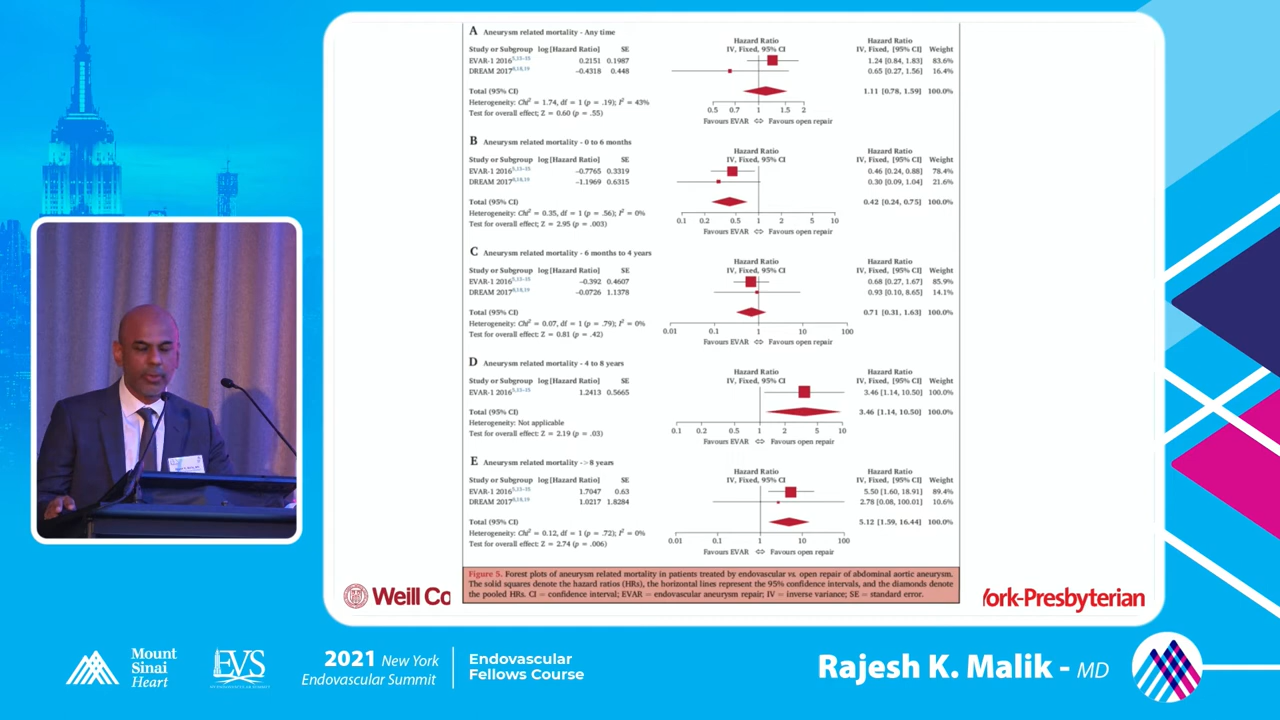 A Aneurysm related mortality - Any time
Hazard Ratio Hazard Ratio
Study or Subgroup log [Hazard Ratio] SE IV, Fixed, 95% CI IV, Fixed, [95% CI] Weight
EVAR-1 2016 5,13–15 0.2151 0.1987 1.24 [0.84, 1.83] 83.6%
DREAM 2017 –0.4318 0.448 0.65 [0.27, 1.56] 16.4%
Total (95% CI) 1.11 [0.78, 1.59] 100.0%
Heterogeneity: Chi² = 1.74, df = 1 (p = .19); I² = 43%
Test for overall effect; Z = 0.60 (p = .55)
0.5 0.7 1 1.5 2
Favours EVAR ⇔ Favours open repair
B Aneurysm related mortality - 0 to 6 months
Hazard Ratio Hazard Ratio
Study or Subgroup log [Hazard Ratio] SE IV, Fixed, 95% CI IV, Fixed, [95% CI] Weight
EVAR-1 2016 5,13–15 –0.7765 0.3319 0.46 [0.24, 0.88] 78.4%
DREAM 2017 –1.1969 0.6315 0.30 [0.09, 1.04] 21.6%
Total (95% CI) 0.42 [0.24, 0.75] 100.0%
Heterogeneity: Chi² = 0.35, df = 1 (p = .56); I² = 0%
Test for overall effect; Z = 2.95 (p = .003)
0.1 0.2 0.5 1 2 5 10
Favours EVAR ⇔ Favours open repair
C Aneurysm related mortality - 6 months to 4 years
Hazard Ratio Hazard Ratio
Study or Subgroup log [Hazard Ratio] SE IV, Fixed, 95% CI IV, Fixed, [95% CI] Weight
EVAR-1 2016 5,13–15 –0.392 0.4607 0.68 [0.27, 1.67] 85.9%
DREAM 2017 –0.0726 1.1378 0.93 [0.10, 8.65] 14.1%
Total (95% CI) 0.71 [0.31, 1.63] 100.0%
Heterogeneity: Chi² = 0.07, df = 1 (p = .79); I² = 0%
Test for overall effect; Z = 0.81 (p = .42)
0.01 0.1 1 10 100
Favours EVAR ⇔ Favours open repair
D Aneurysm related mortality - 4 to 8 years
Hazard Ratio Hazard Ratio
Study or Subgroup log [Hazard Ratio] SE IV, Fixed, 95% CI IV, Fixed, [95% CI] Weight
EVAR-1 2016 5,13–15 1.2413 0.5665 3.46 [1.14, 10.50] 100.0%
Total (95% CI) 3.46 [1.14, 10.50] 100.0%
Heterogeneity: Not applicable
Test for overall effect: Z = 2.19 (p = .03)
0.1 0.2 0.5 1 2 5 10
Favours EVAR ⇔ Favours open repair
E Aneurysm related mortality -> 8 years
Hazard Ratio Hazard Ratio
Study or Subgroup log [Hazard Ratio] SE IV, Fixed, 95% CI IV, Fixed, [95% CI] Weight
EVAR-1 2016 5,13–15 1.7047 0.63 5.50 [1.60, 18.91] 89.4%
DREAM 2017 1.0217 1.8284 2.78 [0.08, 100.01] 10.6%
Total (95% CI) 5.12 [1.59, 16.44] 100.0%
Heterogeneity: Chi² = 0.12, df = 1 (p = .72); I² = 0%
Test for overall effect: Z = 2.74 (p = .006)
0.01 0.1 1 10 100
Favours EVAR ⇔ Favours open repair
Figure 5. Forest plots of aneurysm related mortality in patients treated by endovascular vs. open repair of abdominal aortic aneurysm.
The solid squares denote the hazard ratios (HRs), the horizontal lines represent the 95% confidence intervals, and the diamonds denote
the pooled HRs. CI = confidence interval; EVAR = endovascular aneurysm repair; IV = inverse variance; SE = standard error.
Weill Co
York-Presbyterian
Mount
Sinai
Heart
EVS
2021 New York
Endovascular Summit
Endovascular
Fellows Course
Rajesh K. Malik - MD